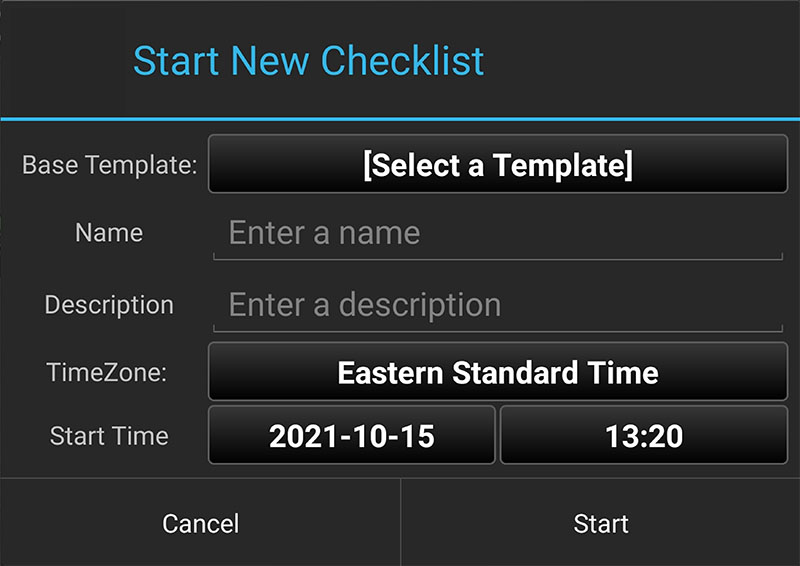 Start New Checklist
Base Template: [Select a Template]
Name Enter a name
Description Enter a description
TimeZone: Eastern Standard Time
Start Time 2021-10-15 13:20
Cancel Start